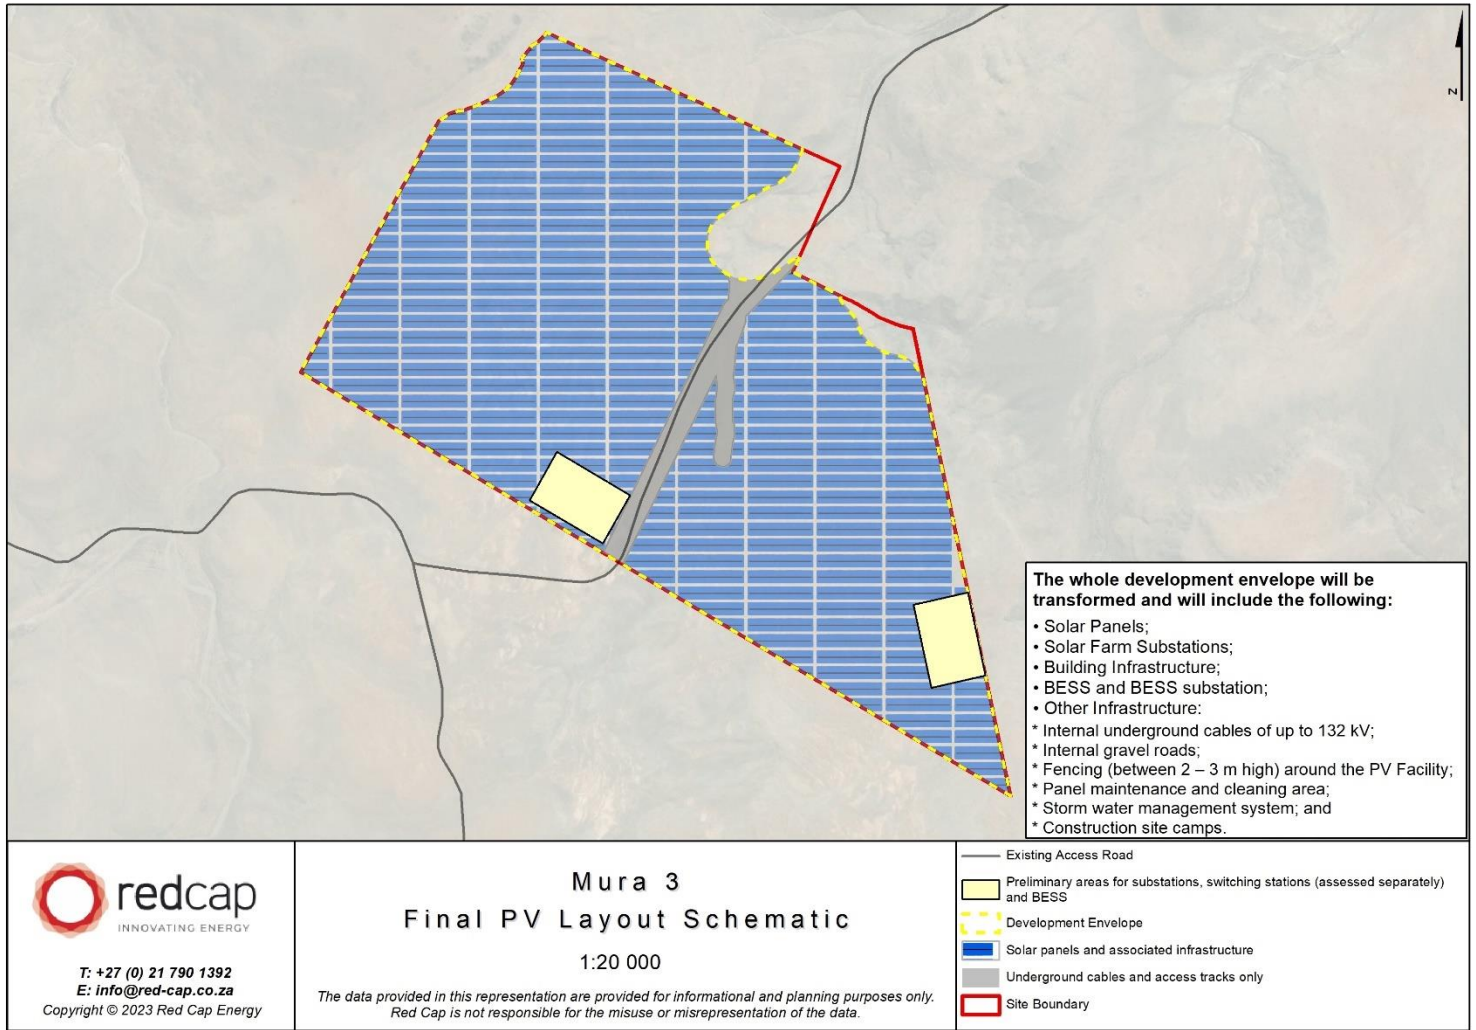 N
The whole development envelope will be
transformed and will include the following:
• Solar Panels;
• Solar Farm Substations;
• Building Infrastructure;
• BESS and BESS substation;
• Other Infrastructure:
* Internal underground cables of up to 132 kV;
* Internal gravel roads;
* Fencing (between 2 – 3 m high) around the PV Facility;
* Panel maintenance and cleaning area;
* Storm water management system; and
* Construction site camps.
redcap
INNOVATING ENERGY
T: +27 (0) 21 790 1392
E: info@red-cap.co.za
Copyright © 2023 Red Cap Energy
Mura 3
Final PV Layout Schematic
1:20 000
The data provided in this representation are provided for informational and planning purposes only.
Red Cap is not responsible for the misuse or misrepresentation of the data.
Existing Access Road
Preliminary areas for substations, switching stations (assessed separately)
and BESS
Development Envelope
Solar panels and associated infrastructure
Underground cables and access tracks only
Site Boundary